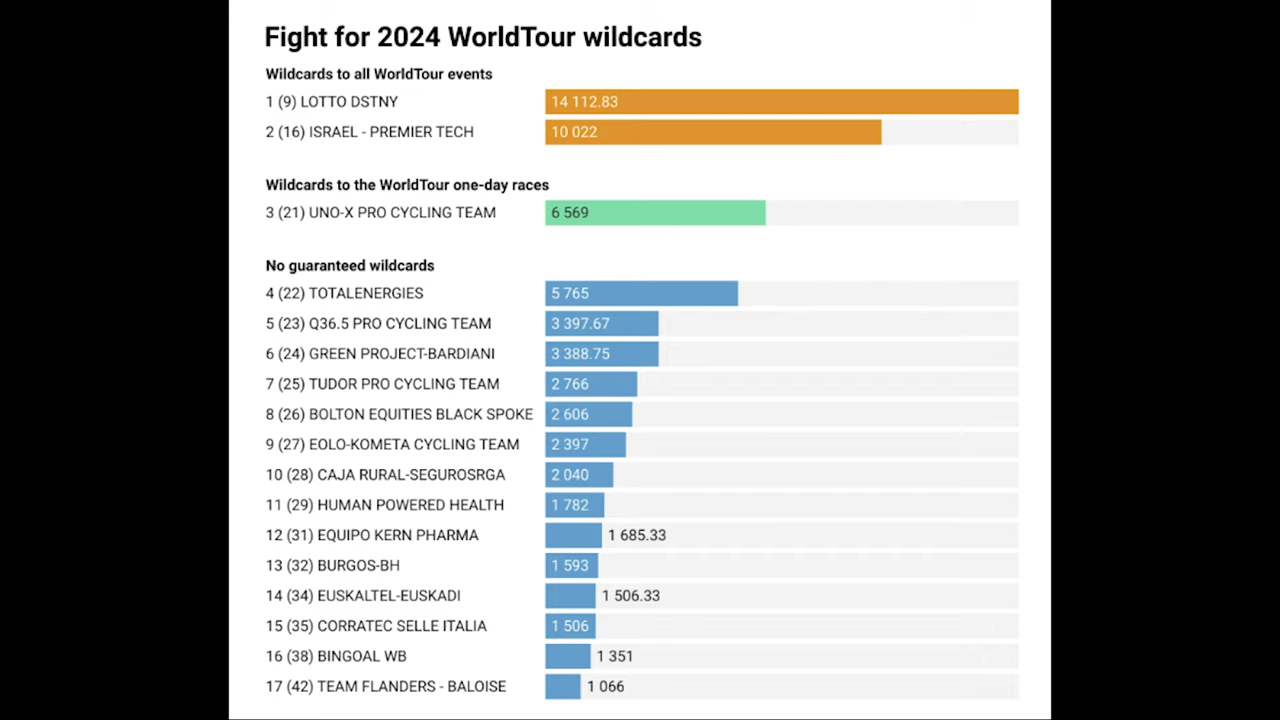 Fight for 2024 WorldTour wildcards
Wildcards to all WorldTour events
1 (9) LOTTO DSTNY 14 112.83
2 (16) ISRAEL - PREMIER TECH 10 022
Wildcards to the WorldTour one-day races
3 (21) UNO-X PRO CYCLING TEAM 6 569
No guaranteed wildcards
4 (22) TOTALENERGIES 5 765
5 (23) Q36.5 PRO CYCLING TEAM 3 397.67
6 (24) GREEN PROJECT-BARDIANI 3 388.75
7 (25) TUDOR PRO CYCLING TEAM 2 766
8 (26) BOLTON EQUITIES BLACK SPOKE 2 606
9 (27) EOLO-KOMETA CYCLING TEAM 2 397
10 (28) CAJA RURAL-SEGUROSRGA 2 040
11 (29) HUMAN POWERED HEALTH 1 782
12 (31) EQUIPO KERN PHARMA 1 685.33
13 (32) BURGOS-BH 1 593
14 (34) EUSKALTEL-EUSKADI 1 506.33
15 (35) CORRATEC SELLE ITALIA 1 506
16 (38) BINGOAL WB 1 351
17 (42) TEAM FLANDERS - BALOISE 1 066